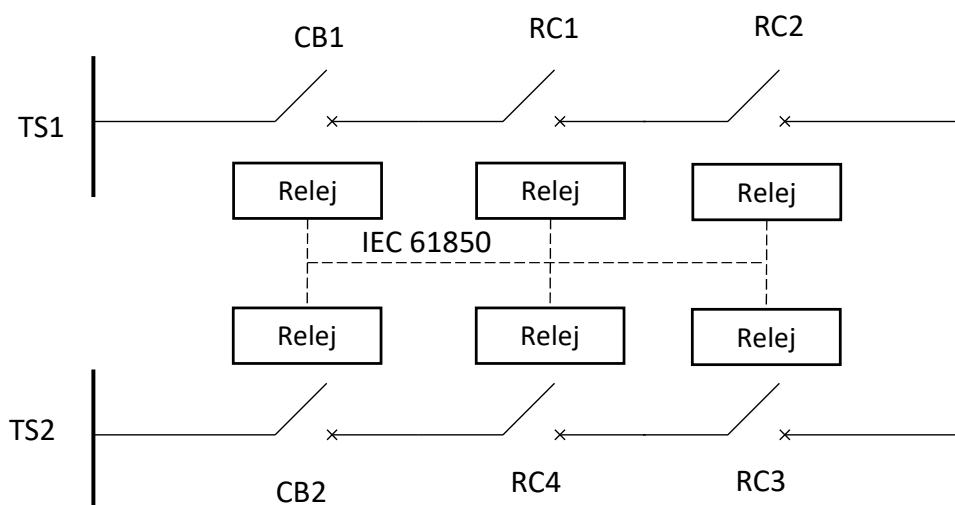 CB1
RC1
RC2
TS1
Relej
Relej
Relej
IEC 61850
Relej
Relej
Relej
TS2
CB2
RC4
RC3